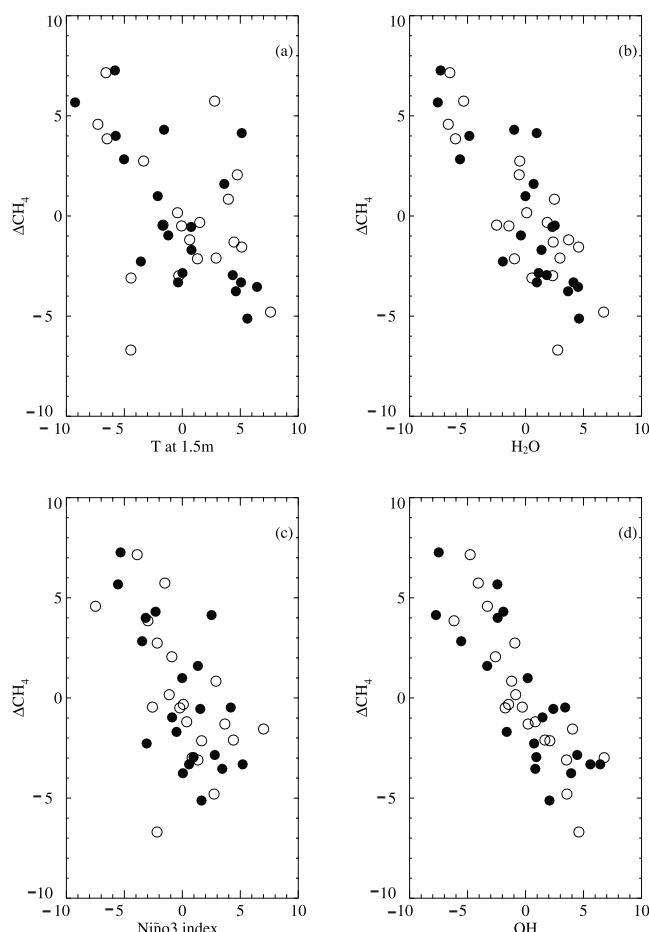 10
(a)
5
ΔCH₄
0
−5
−10
−10 −5 0 5 10
T at 1.5m
10
(b)
5
ΔCH₄
0
−5
−10
−10 −5 0 5 10
H₂O
10
(c)
5
ΔCH₄
0
−5
−10
−10 −5 0 5 10
Niño3 index
10
(d)
5
ΔCH₄
0
−5
−10
−10 −5 0 5 10
OH